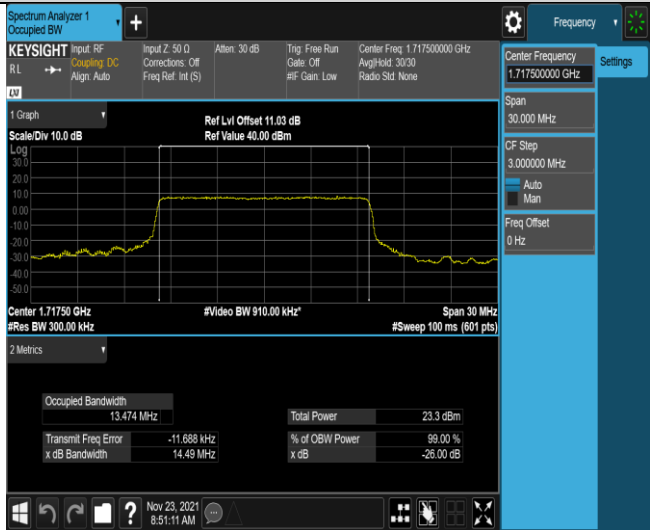 Spectrum Analyzer 1
Occupied BW
Frequency
KEYSIGHT
RL
Input: RF
Coupling: DC
Align: Auto
Input Z: 50 Ω
Corrections: Off
Freq Ref: Int (S)
Atten: 30 dB
Trig: Free Run
Gate: Off
#IF Gain: Low
Center Freq: 1.717500000 GHz
Avg|Hold: 30/30
Radio Std: None
Center Frequency
1.717500000 GHz
Settings
Span
30.000 MHz
CF Step
3.000000 MHz
Auto
Man
Freq Offset
0 Hz
1 Graph
Scale/Div 10.0 dB
Ref Lvl Offset 11.03 dB
Ref Value 40.00 dBm
Log
30.0
20.0
10.0
0.00
-10.0
-20.0
-30.0
-40.0
-50.0
Center 1.71750 GHz
#Video BW 910.00 kHz*
Span 30 MHz
#Res BW 300.00 kHz
#Sweep 100 ms (601 pts)
2 Metrics
Occupied Bandwidth
13.474 MHz
Total Power 23.3 dBm
Transmit Freq Error -11.688 kHz
% of OBW Power 99.00 %
x dB Bandwidth 14.49 MHz
x dB -26.00 dB
?
Nov 23, 2021
8:51:11 AM